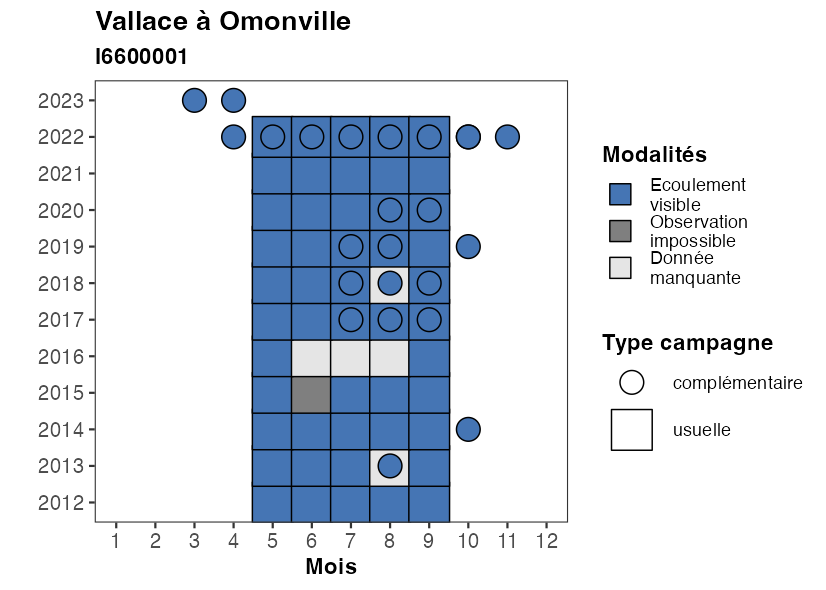 Vallace à Omonville
I6600001
2023
2022
2021
2020
2019
2018
2017
2016
2015
2014
2013
2012
1 2 3 4 5 6 7 8 9 10 11 12
Mois
Modalités
Ecoulement
visible
Observation
impossible
Donnée
manquante
Type campagne
complémentaire
usuelle